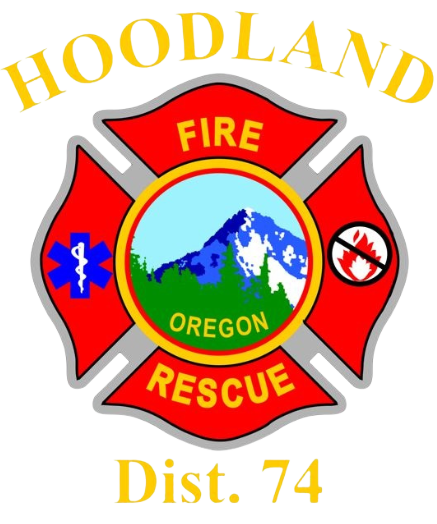 HOODLAND
FIRE
OREGON
RESCUE
Dist. 74